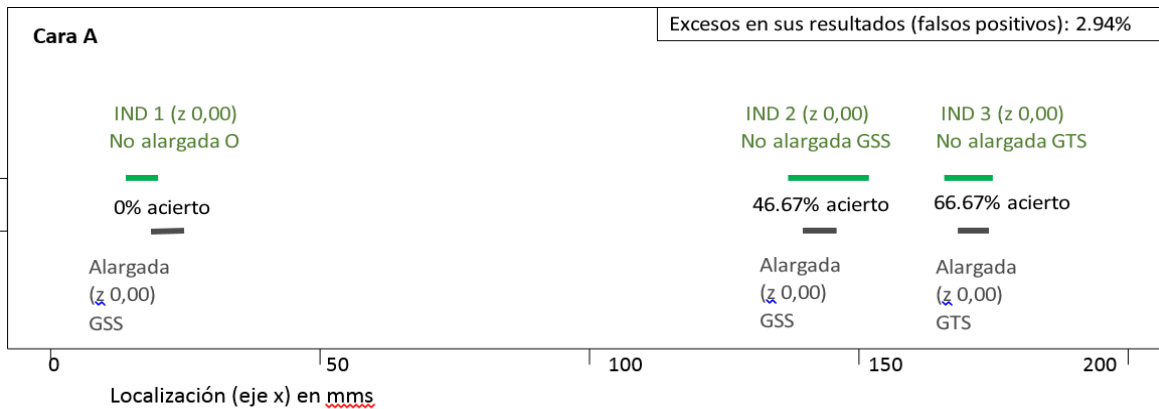 Excesos en sus resultados (falsos positivos): 2.94%
Cara A
IND 1 (z 0,00)
No alargada O
IND 2 (z 0,00)
No alargada GSS
IND 3 (z 0,00)
No alargada GTS
0% acierto
46.67% acierto
66.67% acierto
Alargada
(z 0,00)
GSS
Alargada
(z 0,00)
GSS
Alargada
(z 0,00)
GTS
0
50
100
150
200
Localización (eje x) en mms